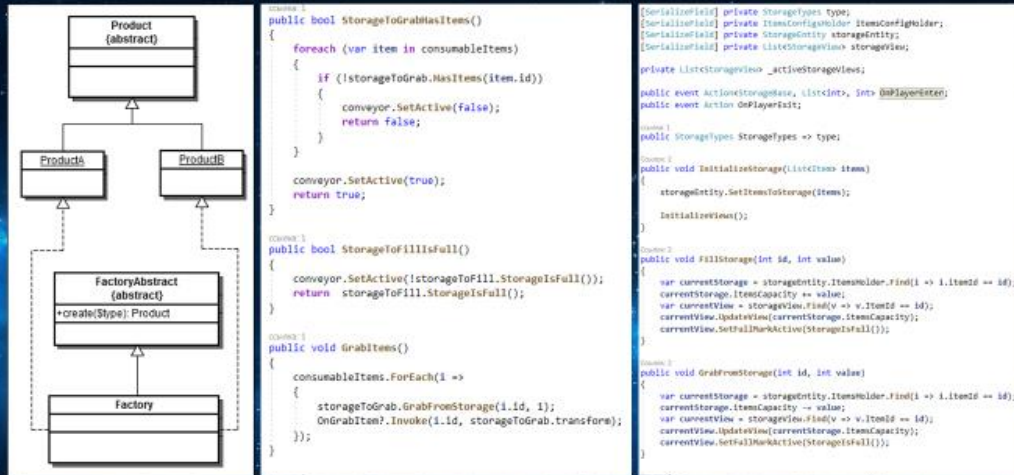 Product
{abstract}
ProductA
ProductB
FactoryAbstract
{abstract}
+create($type): Product
Factory
public bool StorageToGrabHasItems()
{
foreach (var item in consumableItems)
{
if (!storageToGrab.HasItems(item.id))
{
conveyor.SetActive(false);
return false;
}
}
conveyor.SetActive(true);
return true;
}
public bool StorageToFillIsFull()
{
conveyor.SetActive(!storageToFill.StorageIsFull());
return storageToFill.StorageIsFull();
}
public void GrabItems()
{
consumableItems.ForEach(i =>
{
storageToGrab.GrabFromStorage(i.id, 1);
OnGrabItem?.Invoke(i.id, storageToGrab.transform);
});
}
[SerializeField] private StorageTypes type;
[SerializeField] private ItemsConfigsHolder itemsConfigHolder;
[SerializeField] private StorageEntity storageEntity;
[SerializeField] private List<StorageView> storageView;
private List<StorageView> _activeStorageViews;
public event Action<StorageBase, List<int>, int> OnPlayerEnter;
public event Action OnPlayerExit;
public StorageTypes StorageTypes => type;
public void InitializeStorage(List<Item> items)
{
storageEntity.SetItemsToStorage(items);
InitializeViews();
}
public void FillStorage(int id, int value)
{
var currentStorage = storageEntity.ItemsHolder.Find(i => i.itemId == id);
currentStorage.itemsCapacity += value;
var currentView = storageView.Find(v => v.ItemId == id);
currentView.UpdateView(currentStorage.itemsCapacity);
currentView.SetFullMarkActive(StorageIsFull());
}
public void GrabFromStorage(int id, int value)
{
var currentStorage = storageEntity.ItemsHolder.Find(i => i.itemId == id);
currentStorage.itemsCapacity -= value;
var currentView = storageView.Find(v => v.ItemId == id);
currentView.UpdateView(currentStorage.itemsCapacity);
currentView.SetFullMarkActive(StorageIsFull());
}